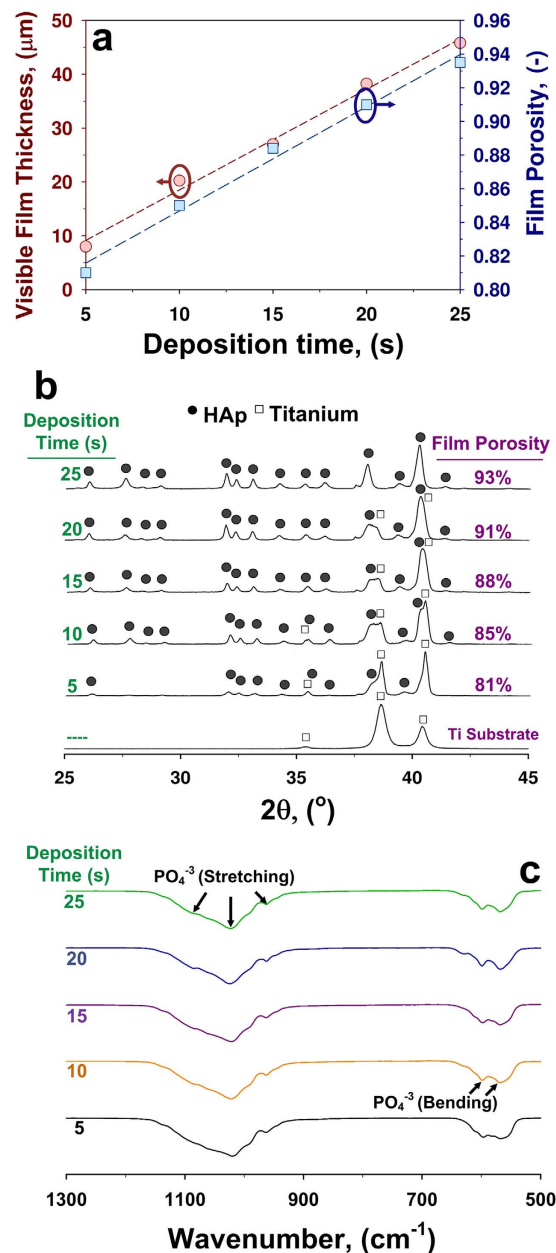 a
Visible Film Thickness, (μm)
50
40
30
20
10
0
0.96
0.94
0.92
0.90
0.88
0.86
0.84
0.82
0.80
Film Porosity, (-)
5 10 15 20 25
Deposition time, (s)
b
Deposition
Time (s)
● HAp □ Titanium
Film Porosity
25 93%
20 91%
15 88%
10 85%
5 81%
---- Ti Substrate
25 30 35 40 45
2θ, (°)
c
Deposition
Time (s)
PO₄⁻³ (Stretching)
25
20
15
10
PO₄⁻³ (Bending)
5
1300 1100 900 700 500
Wavenumber, (cm⁻¹)